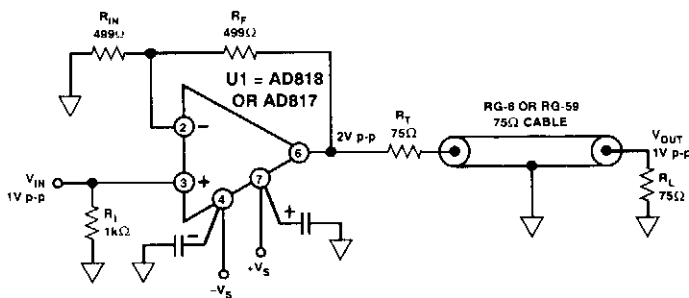 R_IN
499Ω
R_F
499Ω
U1 = AD818
OR AD817
2
−
3
+
6
7
4
2V p-p
R_T
75Ω
RG-6 OR RG-59
75Ω CABLE
V_OUT
1V p-p
R_L
75Ω
V_IN
1V p-p
R_I
1kΩ
−
+
−V_S
+V_S